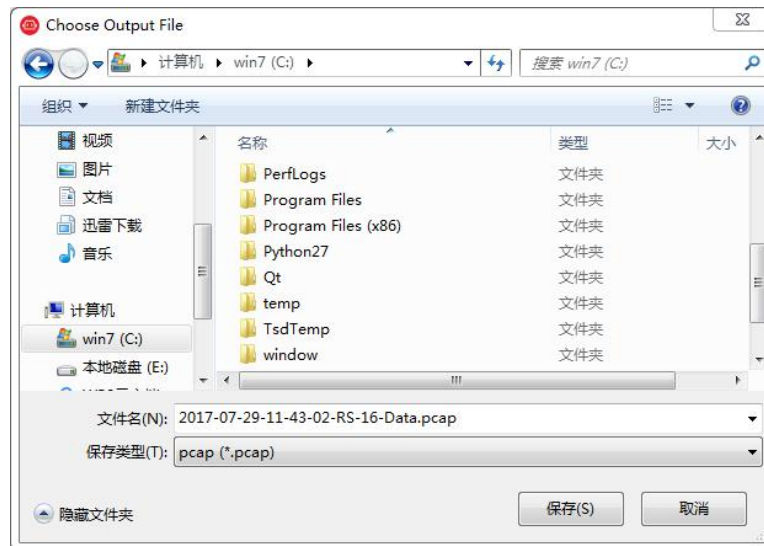 Choose Output File
计算机 win7 (C:) 搜索 win7 (C:)
组织 新建文件夹
名称 类型 大小
视频
图片
文档
迅雷下载
音乐
计算机
win7 (C:)
本地磁盘 (E:)
PerfLogs 文件夹
Program Files 文件夹
Program Files (x86) 文件夹
Python27 文件夹
Qt 文件夹
temp 文件夹
TsdTemp 文件夹
window 文件夹
文件名(N): 2017-07-29-11-43-02-RS-16-Data.pcap
保存类型(T): pcap (*.pcap)
隐藏文件夹 保存(S) 取消